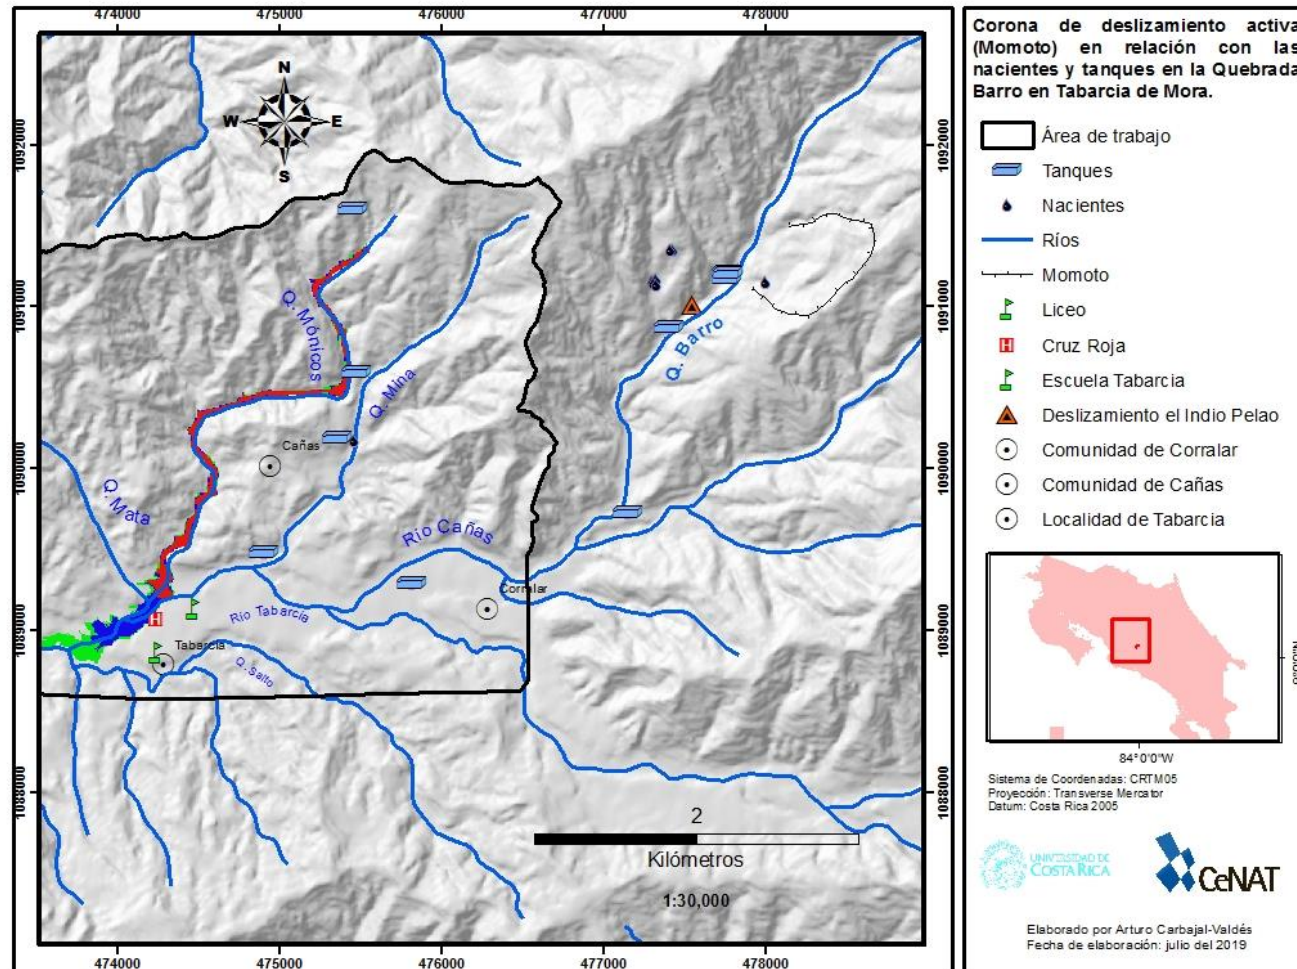 474000 475000 476000 477000 478000
Corona de deslizamiento activa
(Momoto) en relación con las
nacientes y tanques en la Quebrada
Barro en Tabarcia de Mora.
Área de trabajo
Tanques
Nacientes
Ríos
Momoto
Liceo
Cruz Roja
Escuela Tabarcia
Deslizamiento el Indio Pelao
Comunidad de Corralar
Comunidad de Cañas
Localidad de Tabarcia
N
W E
S
1092000 1092000
1091000 1091000
1090000 1090000
1089000 1089000
1088000 1088000
Q. Mónicos
Q. Mina
Q. Barro
Cañas
Q. Mata
Río Cañas
Corralar
Río Tabarcia
Tabarcia
Q. Salto
H
2
Kilómetros
1:30,000
474000 475000 476000 477000 478000
84°0'0"W
Sistema de Coordenadas: CRTM05
Proyección: Transverse Mercator
Datum: Costa Rica 2005
UNIVERSIDAD DE
COSTA RICA
CeNAT
Elaborado por Arturo Carbajal-Valdés
Fecha de elaboración: julio del 2019